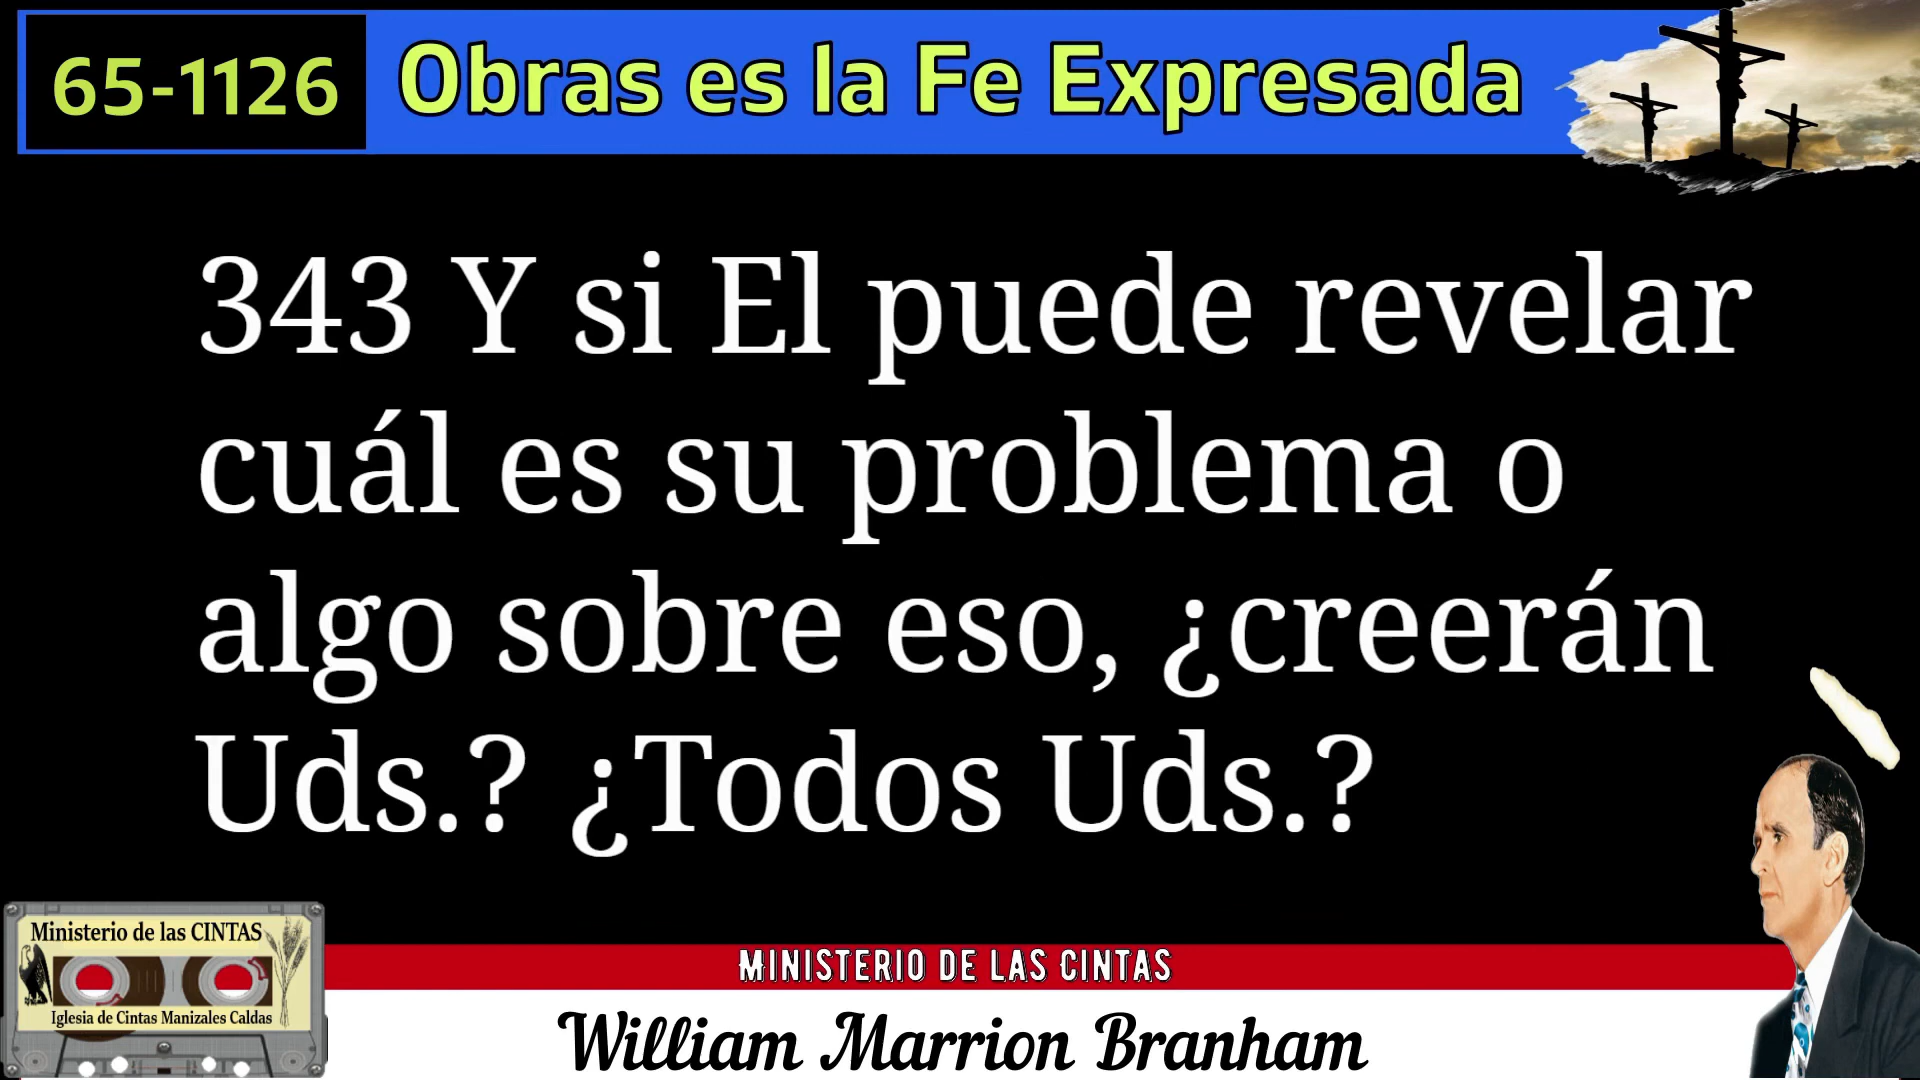 65-1126
Obras es la Fe Expresada
343 Y si El puede revelar
cuál es su problema o
algo sobre eso, ¿creerán
Uds.? ¿Todos Uds.?
Ministerio de las CINTAS
Iglesia de Cintas Manizales Caldas
MINISTERIO DE LAS CINTAS
William Marrion Branham